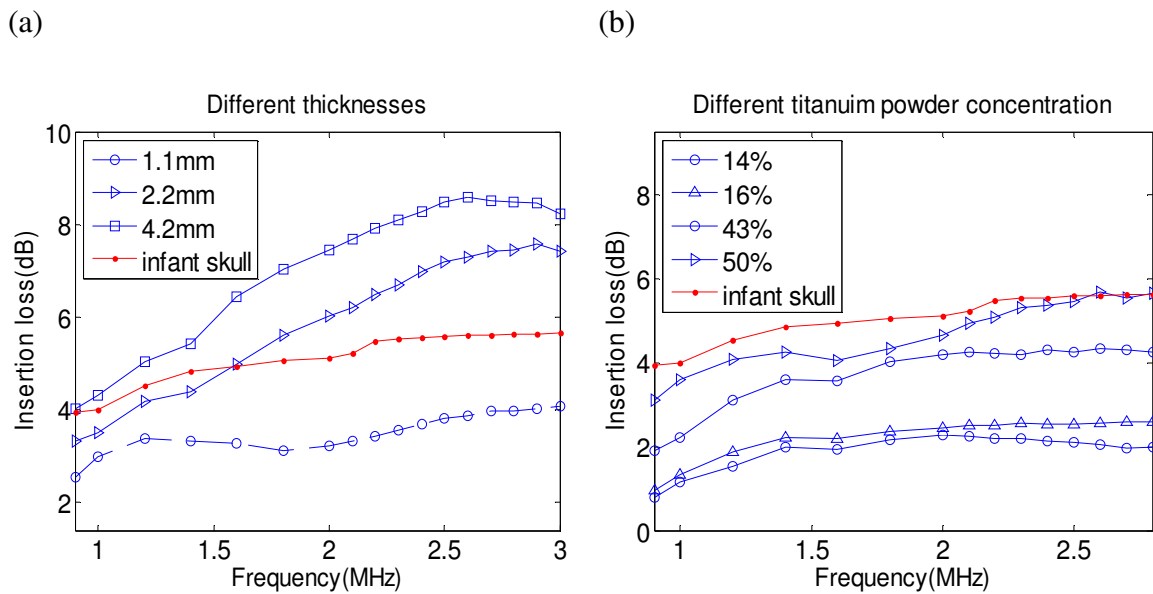 (a)
(b)
Different thicknesses
Different titanuim powder concentration
Insertion loss(dB)
10
8
6
4
2
1.1mm
2.2mm
4.2mm
infant skull
1
1.5
2
2.5
3
Frequency(MHz)
Insertion loss(dB)
8
6
4
2
0
14%
16%
43%
50%
infant skull
1
1.5
2
2.5
Frequency(MHz)